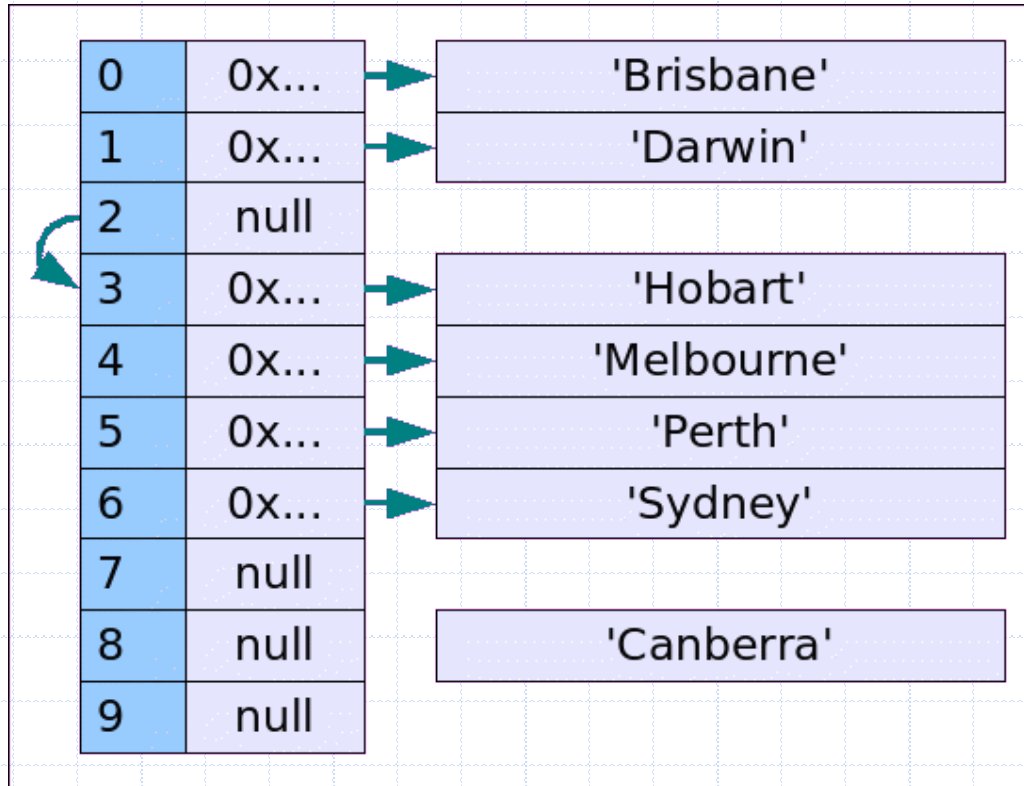 0 0x... 'Brisbane'
1 0x... 'Darwin'
2 null
3 0x... 'Hobart'
4 0x... 'Melbourne'
5 0x... 'Perth'
6 0x... 'Sydney'
7 null
8 null 'Canberra'
9 null